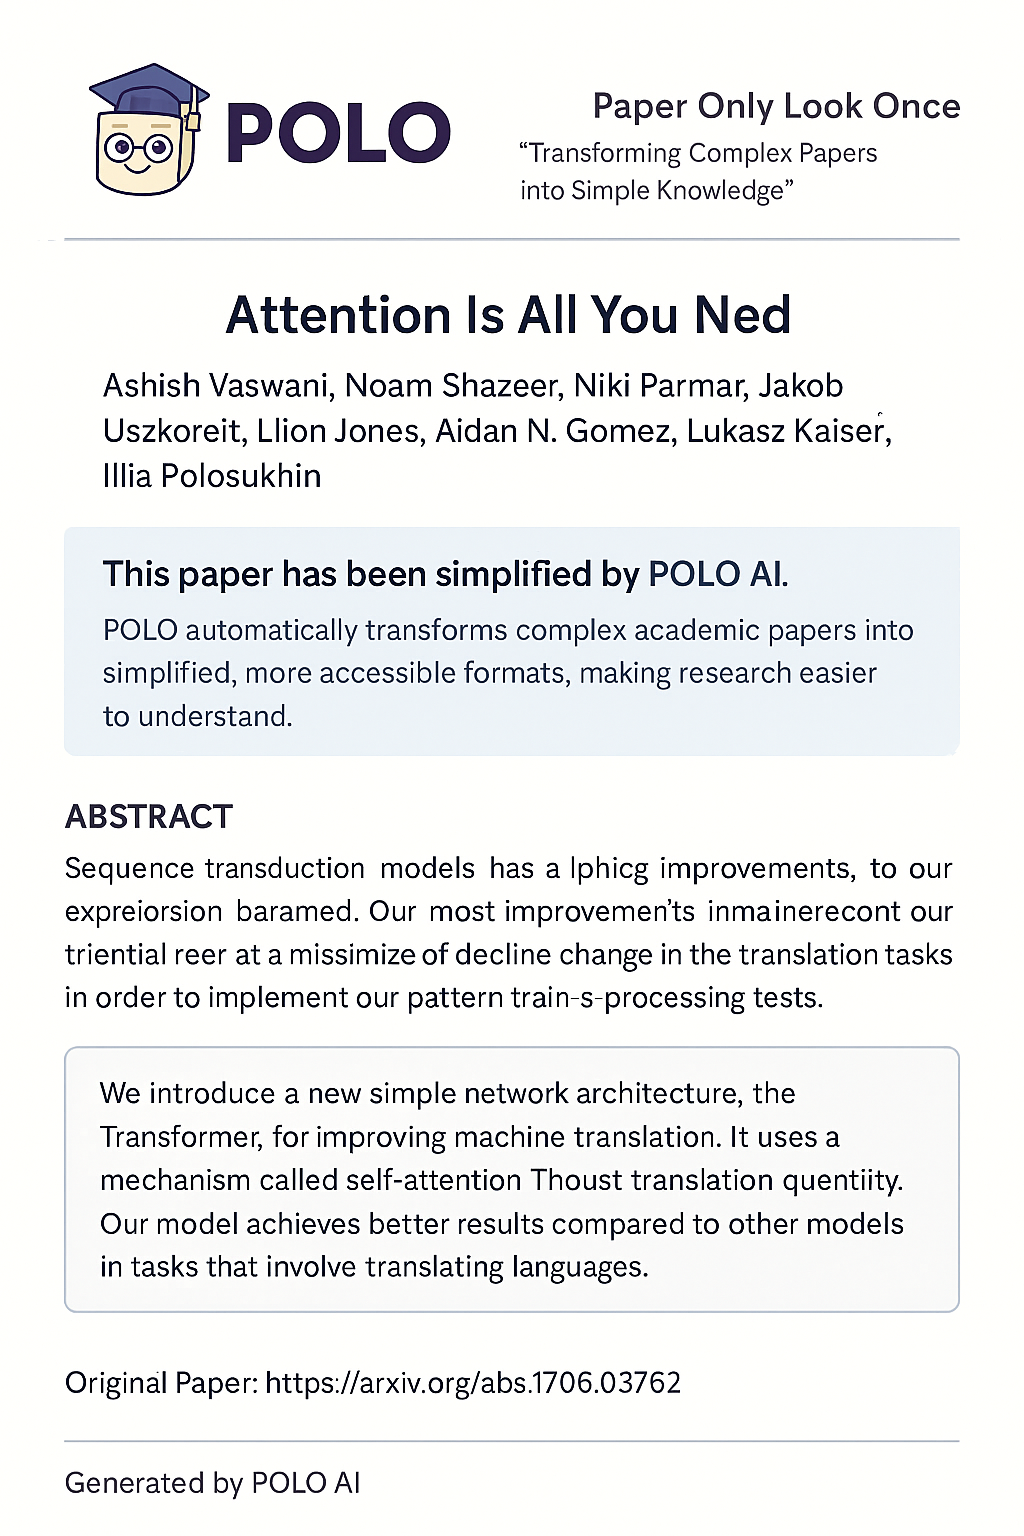 POLO
Paper Only Look Once
“Transforming Complex Papers
into Simple Knowledge”
Attention Is All You Ned
Ashish Vaswani, Noam Shazeer, Niki Parmar, Jakob
Uszkoreit, Llion Jones, Aidan N. Gomez, Lukasz Kaiser,
Illia Polosukhin
This paper has been simplified by POLO AI.
POLO automatically transforms complex academic papers into
simplified, more accessible formats, making research easier
to understand.
ABSTRACT
Sequence transduction models has a lphicg improvements, to our
expreiorsion baramed. Our most improvemen’ts inmainerecont our
triential reer at a missimize of decline change in the translation tasks
in order to implement our pattern train-s-processing tests.
We introduce a new simple network architecture, the
Transformer, for improving machine translation. It uses a
mechanism called self-attention Thoust translation quentiity.
Our model achieves better results compared to other models
in tasks that involve translating languages.
Original Paper: https://arxiv.org/abs.1706.03762
Generated by POLO AI